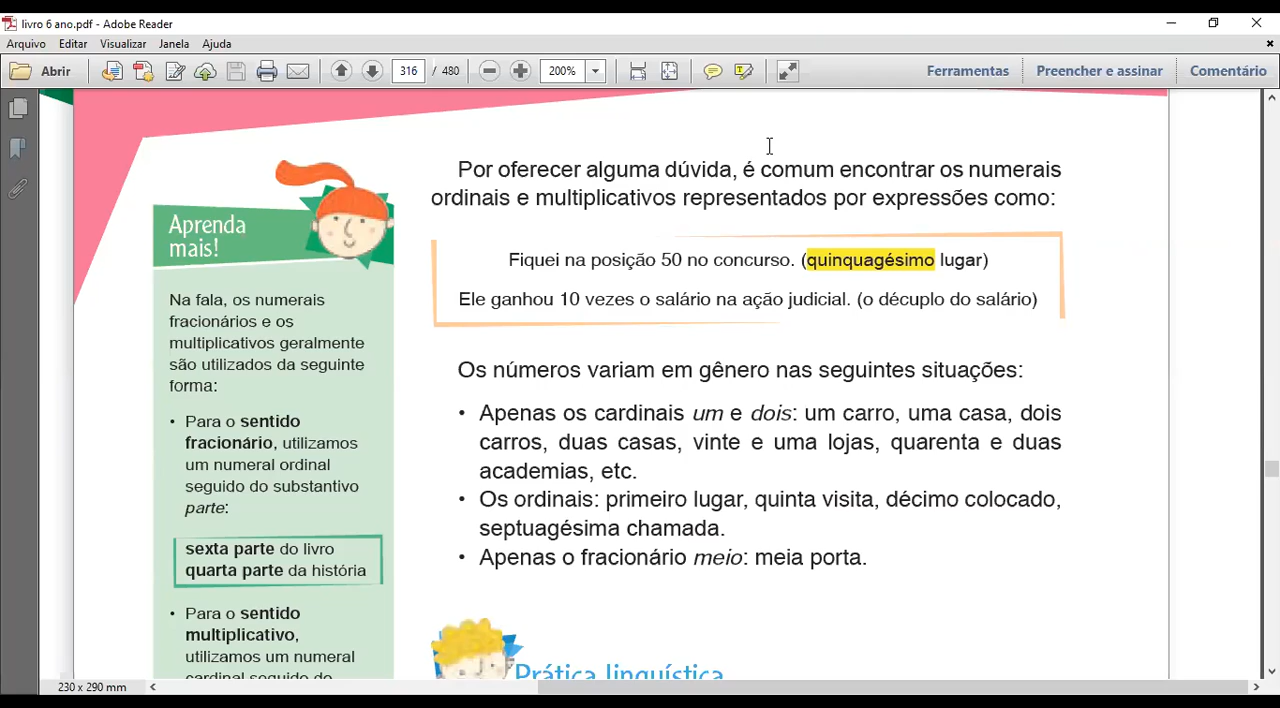 livro 6 ano.pdf - Adobe Reader
Arquivo Editar Visualizar Janela Ajuda
Abrir 316 / 480 200% Ferramentas Preencher e assinar Comentário
Aprenda
mais!
Na fala, os numerais
fracionários e os
multiplicativos geralmente
são utilizados da seguinte
forma:
• Para o sentido
fracionário, utilizamos
um numeral ordinal
seguido do substantivo
parte:
sexta parte do livro
quarta parte da história
• Para o sentido
multiplicativo,
utilizamos um numeral
cardinal seguido do
Por oferecer alguma dúvida, é comum encontrar os numerais
ordinais e multiplicativos representados por expressões como:
Fiquei na posição 50 no concurso. (quinquagésimo lugar)
Ele ganhou 10 vezes o salário na ação judicial. (o décuplo do salário)
Os números variam em gênero nas seguintes situações:
• Apenas os cardinais um e dois: um carro, uma casa, dois
carros, duas casas, vinte e uma lojas, quarenta e duas
academias, etc.
• Os ordinais: primeiro lugar, quinta visita, décimo colocado,
septuagésima chamada.
• Apenas o fracionário meio: meia porta.
Prática linguística
230 x 290 mm